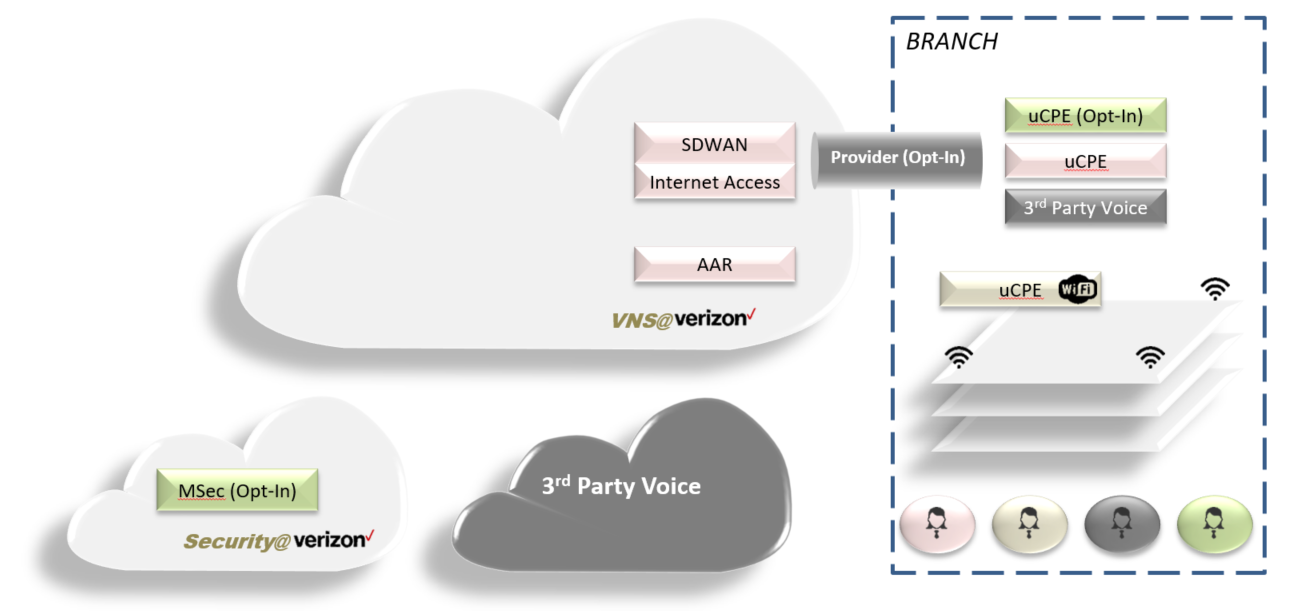 BRANCH
uCPE (Opt-In)
SDWAN
Provider (Opt-In)
uCPE
Internet Access
3rd Party Voice
AAR
uCPE WiFi
VNS@verizon✓
3rd Party Voice
MSec (Opt-In)
Security@verizon✓